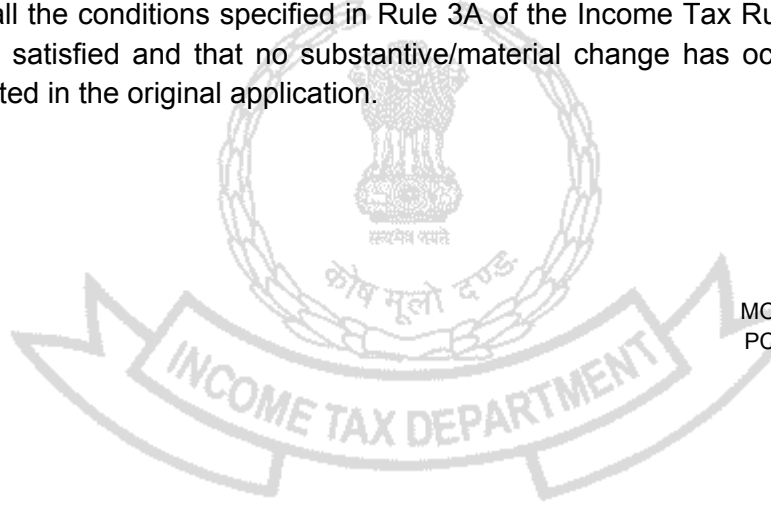 all the conditions specified in Rule 3A of the Income Tax Ru
satisfied and that no substantive/material change has oc
ted in the original application.
सत्यमेव जयते
कोष मूलो दण्डः
MC
PC
INCOME TAX DEPARTMENT